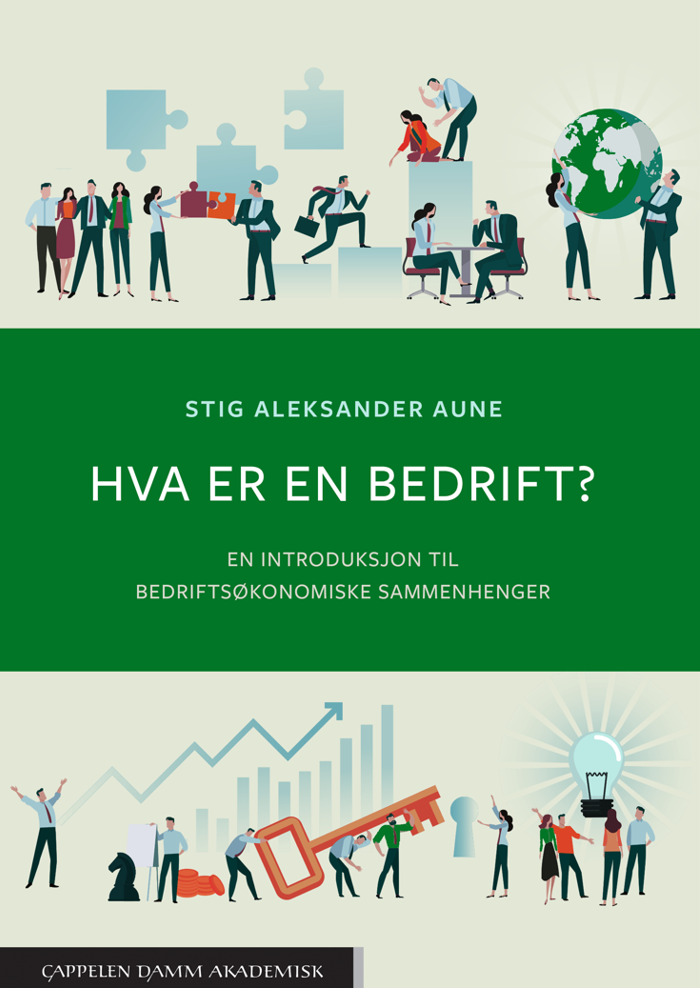 STIG ALEKSANDER AUNE
HVA ER EN BEDRIFT?
EN INTRODUKSJON TIL
BEDRIFTSØKONOMISKE SAMMENHENGER
CAPPELEN DAMM AKADEMISK